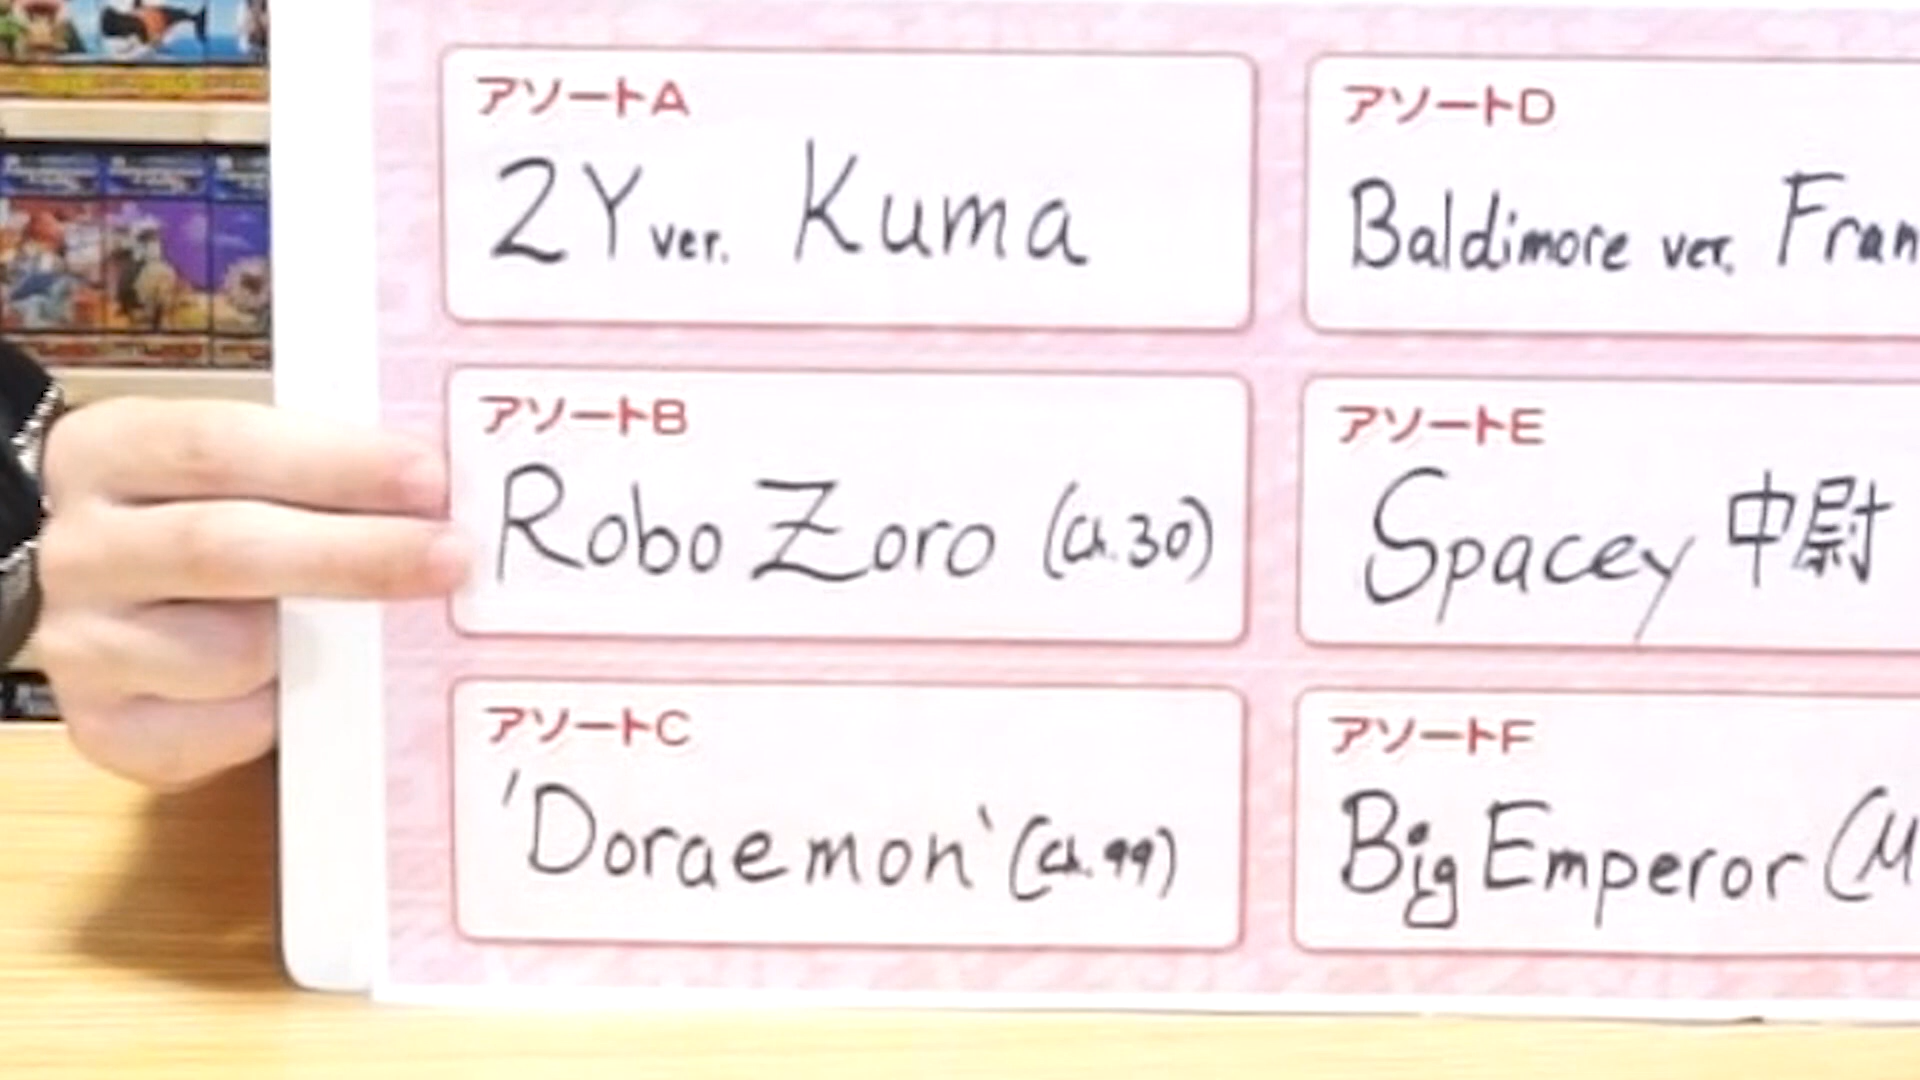 アソートA
2Y ver. Kuma
アソートB
Robo Zoro (ch.30)
アソートC
'Doraemon' (ch.99)
アソートD
Baldimore ver. Fran
アソートE
Spacey 中尉
アソートF
Big Emperor (M